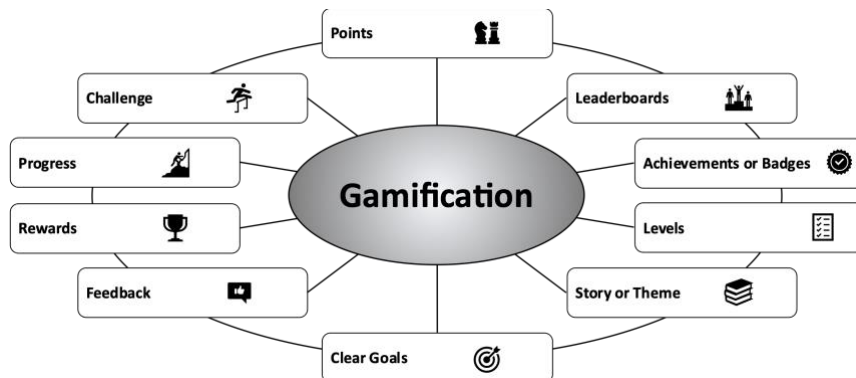 Points
Challenge
Leaderboards
Progress
Achievements or Badges
Gamification
Rewards
Levels
Feedback
Story or Theme
Clear Goals